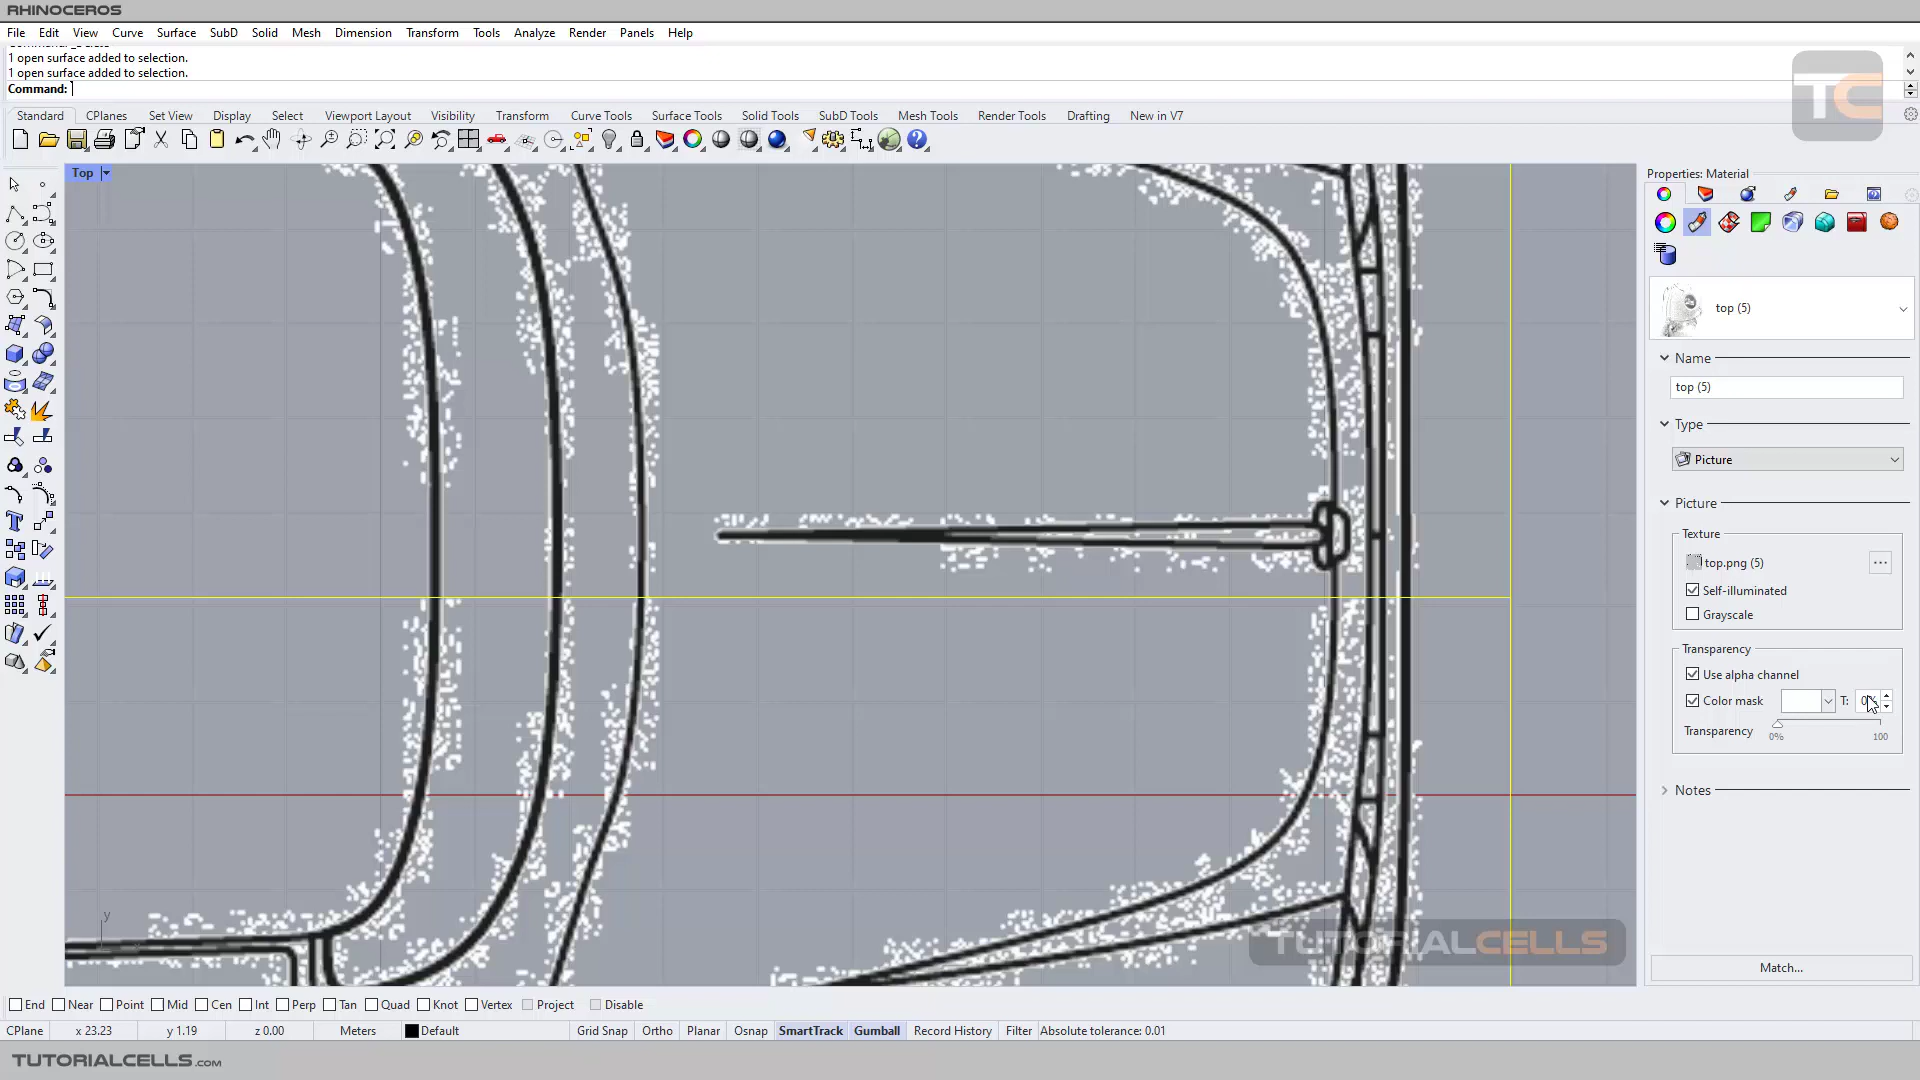 RHINOCEROS
File Edit View Curve Surface SubD Solid Mesh Dimension Transform Tools Analyze Render Panels Help
1 open surface added to selection.
1 open surface added to selection.
Command:
TC
Standard CPlanes Set View Display Select Viewport Layout Visibility Transform Curve Tools Surface Tools Solid Tools SubD Tools Mesh Tools Render Tools Drafting New in V7
Top
Properties: Material
top (5)
Name
top (5)
Type
Picture
Picture
Texture
top.png (5)
...
Self-illuminated
Grayscale
Transparency
Use alpha channel
Color mask T:
Transparency
0% 100
Notes
y
TUTORIALCELLS
Match...
End Near Point Mid Cen Int Perp Tan Quad Knot Vertex Project Disable
CPlane x 23.23 y 1.19 z 0.00 Meters Default Grid Snap Ortho Planar Osnap SmartTrack Gumball Record History Filter Absolute tolerance: 0.01
TUTORIALCELLS.COM